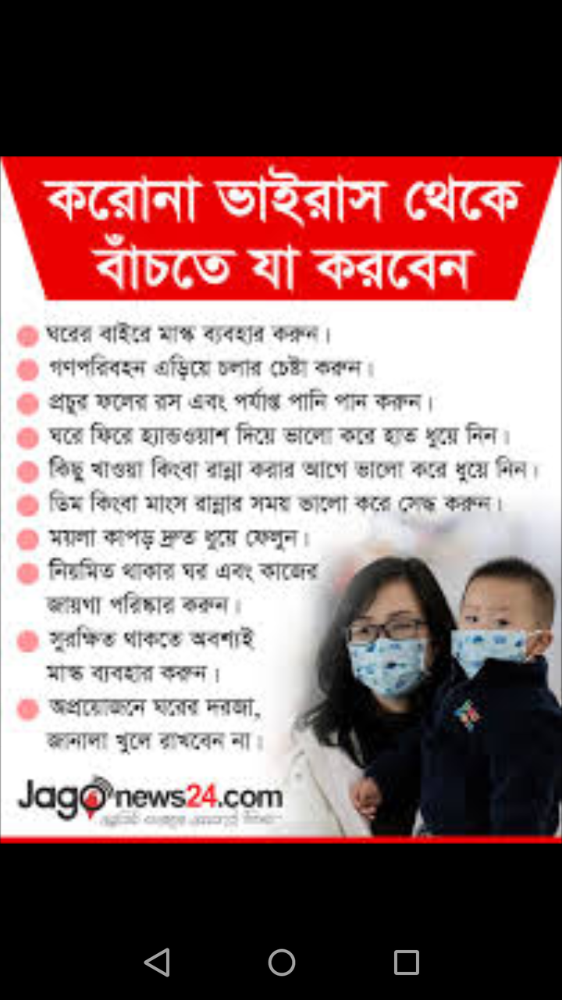 করোনা ভাইরাস থেকে
বাঁচতে যা করবেন
ঘরের বাইরে মাস্ক ব্যবহার করুন।
গণপরিবহন এড়িয়ে চলার চেষ্টা করুন।
প্রচুর ফলের রস এবং পর্যাপ্ত পানি পান করুন।
ঘরে ফিরে হ্যান্ডওয়াশ দিয়ে ভালো করে হাত ধুয়ে নিন।
কিছু খাওয়া কিংবা রান্না করার আগে ভালো করে ধুয়ে নিন।
ডিম কিংবা মাংস রান্নার সময় ভালো করে সেদ্ধ করুন।
ময়লা কাপড় দ্রুত ধুয়ে ফেলুন।
নিয়মিত থাকার ঘর এবং কাজের
জায়গা পরিষ্কার করুন।
সুরক্ষিত থাকতে অবশ্যই
মাস্ক ব্যবহার করুন।
অপ্রয়োজনে ঘরের দরজা,
জানালা খুলে রাখবেন না।
Jagonews24.com